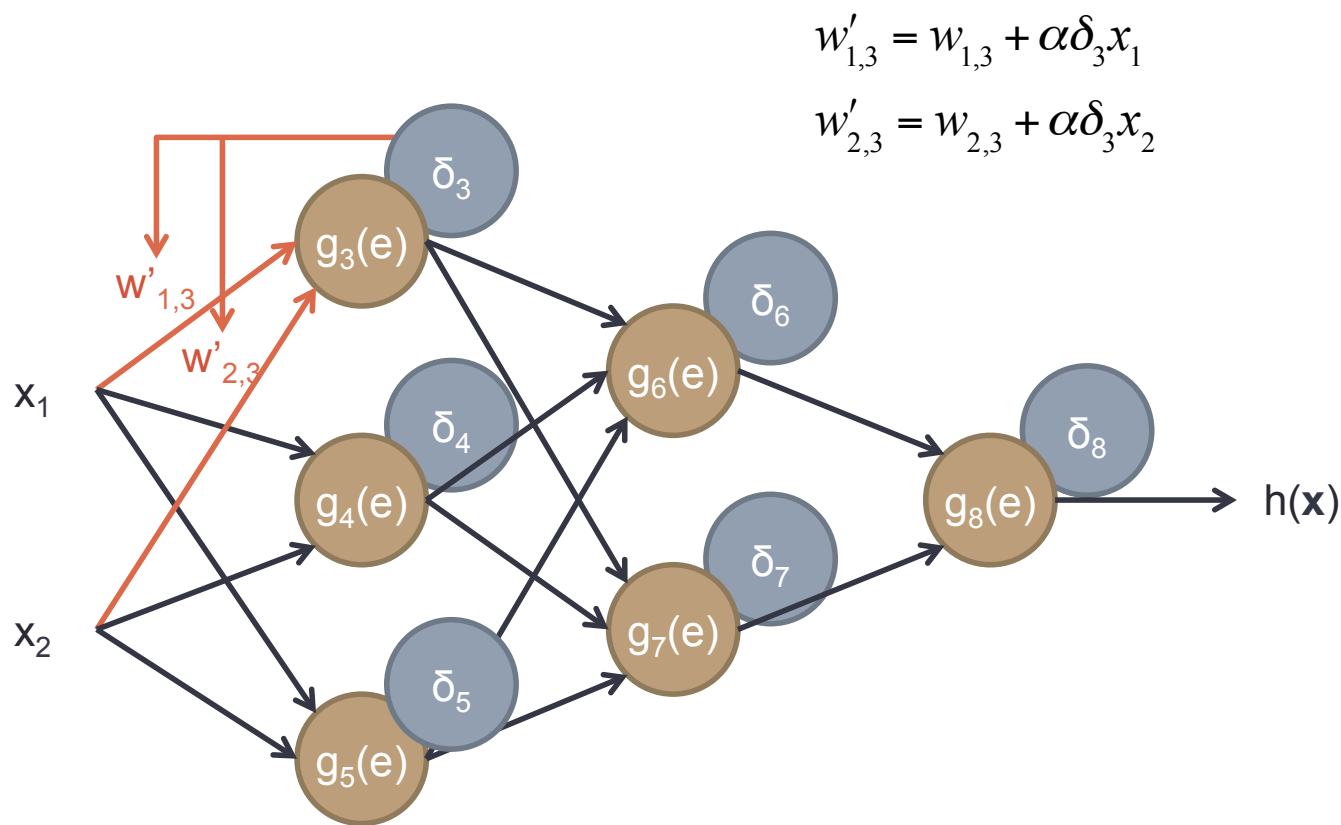 w′₁,₃ = w₁,₃ + αδ₃x₁
w′₂,₃ = w₂,₃ + αδ₃x₂
δ₃
g₃(e)
w’₁,₃
δ₆
w’₂,₃
g₆(e)
x₁
δ₄
δ₈
g₄(e)
g₈(e)
h(x)
δ₇
x₂
g₇(e)
δ₅
g₅(e)